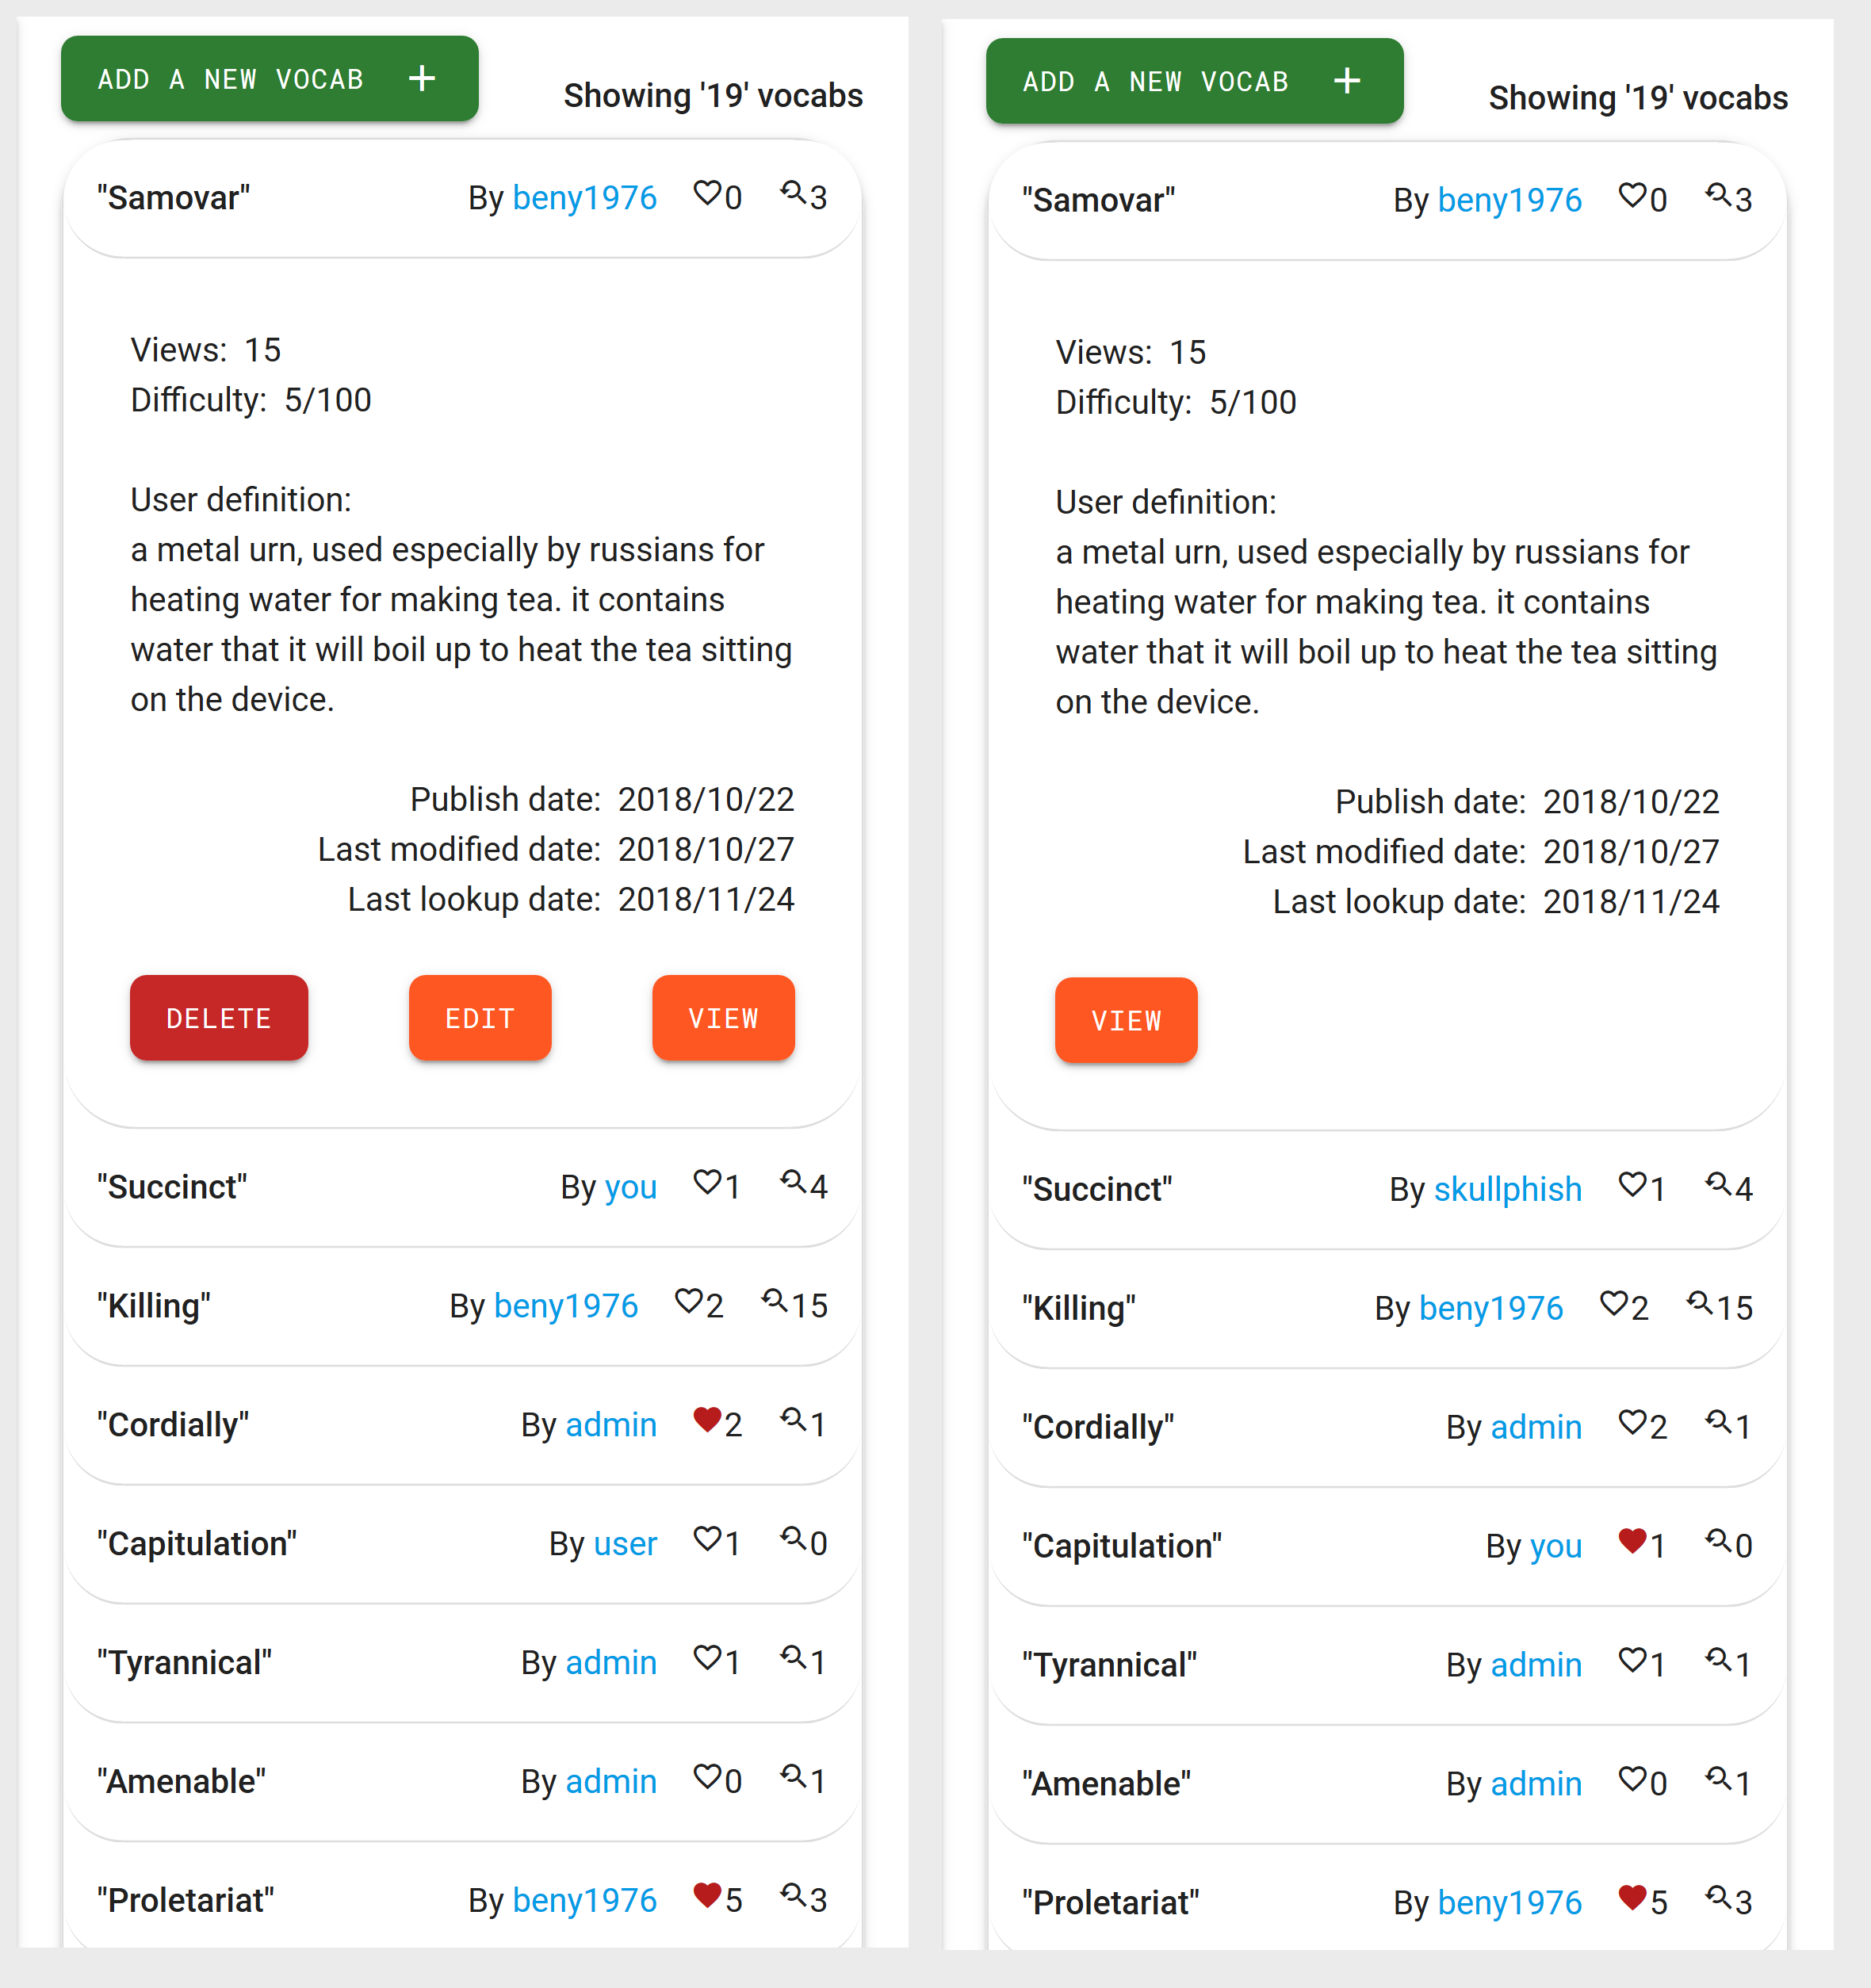 ADD A NEW VOCAB +
Showing '19' vocabs
"Samovar" By beny1976 0 3
Views: 15
Difficulty: 5/100
User definition:
a metal urn, used especially by russians for
heating water for making tea. it contains
water that it will boil up to heat the tea sitting
on the device.
Publish date: 2018/10/22
Last modified date: 2018/10/27
Last lookup date: 2018/11/24
DELETE EDIT VIEW
"Succinct" By you 1 4
"Killing" By beny1976 2 15
"Cordially" By admin 2 1
"Capitulation" By user 1 0
"Tyrannical" By admin 1 1
"Amenable" By admin 0 1
"Proletariat" By beny1976 5 3
ADD A NEW VOCAB +
Showing '19' vocabs
"Samovar" By beny1976 0 3
Views: 15
Difficulty: 5/100
User definition:
a metal urn, used especially by russians for
heating water for making tea. it contains
water that it will boil up to heat the tea sitting
on the device.
Publish date: 2018/10/22
Last modified date: 2018/10/27
Last lookup date: 2018/11/24
VIEW
"Succinct" By skullphish 1 4
"Killing" By beny1976 2 15
"Cordially" By admin 2 1
"Capitulation" By you 1 0
"Tyrannical" By admin 1 1
"Amenable" By admin 0 1
"Proletariat" By beny1976 5 3